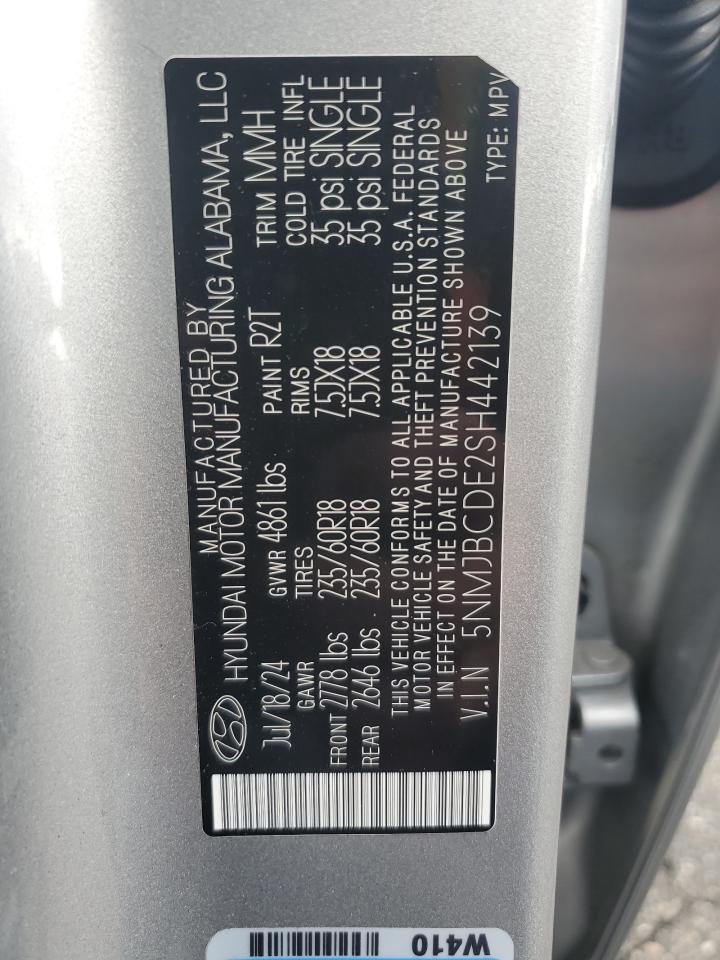 MANUFACTURED BY
HYUNDAI MOTOR MANUFACTURING ALABAMA, LLC
Jul/18/24 GVWR 4861 lbs PAINT R2T TRIM MMH
GAWR TIRES RIMS COLD TIRE INFL
FRONT 2778 lbs 235/60R18 7.5JX18 35 psi SINGLE
REAR 2646 lbs 235/60R18 7.5JX18 35 psi SINGLE
THIS VEHICLE CONFORMS TO ALL APPLICABLE U.S.A. FEDERAL
MOTOR VEHICLE SAFETY AND THEFT PREVENTION STANDARDS
IN EFFECT ON THE DATE OF MANUFACTURE SHOWN ABOVE
V.I.N 5NMJBCDE2SH442139
TYPE: MPV
W410